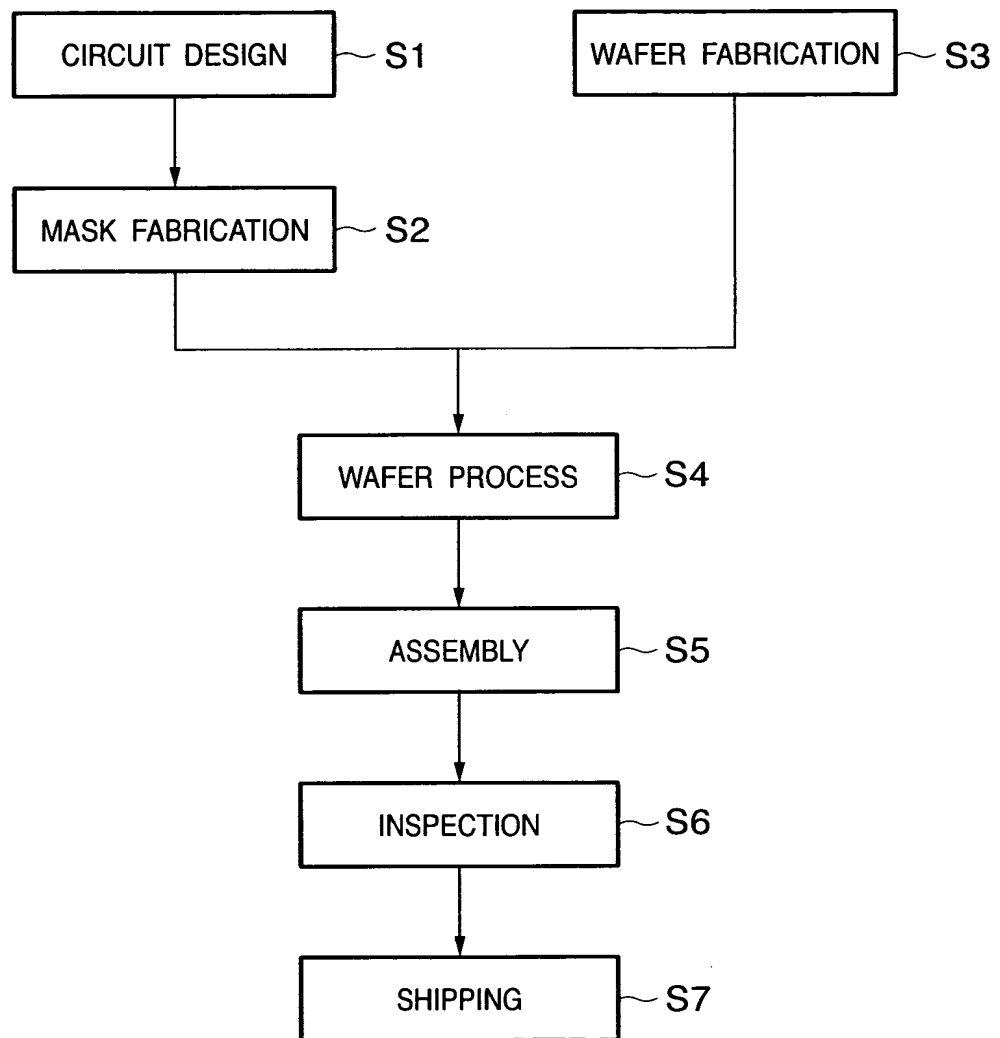 CIRCUIT DESIGN S1
WAFER FABRICATION S3
MASK FABRICATION S2
WAFER PROCESS S4
ASSEMBLY S5
INSPECTION S6
SHIPPING S7